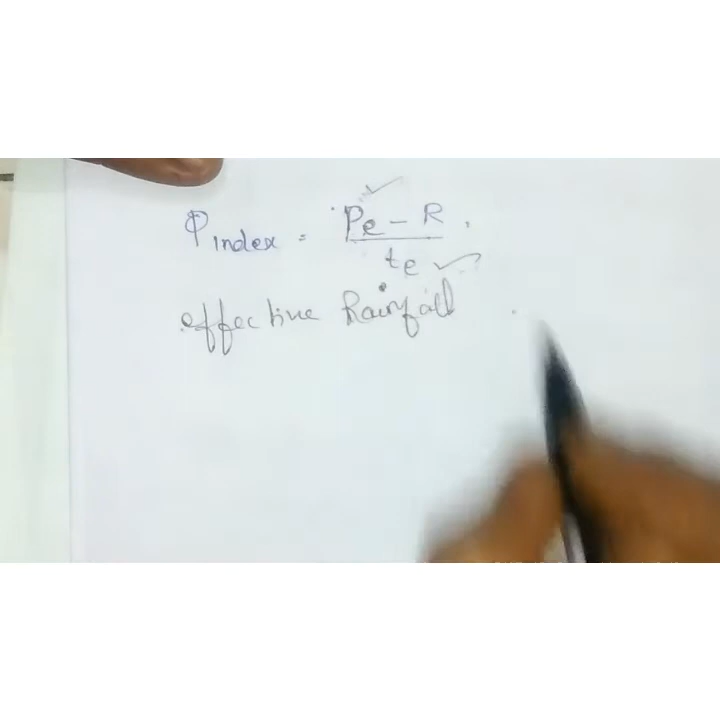 φ index = Pe - R / te
effective Rainfall